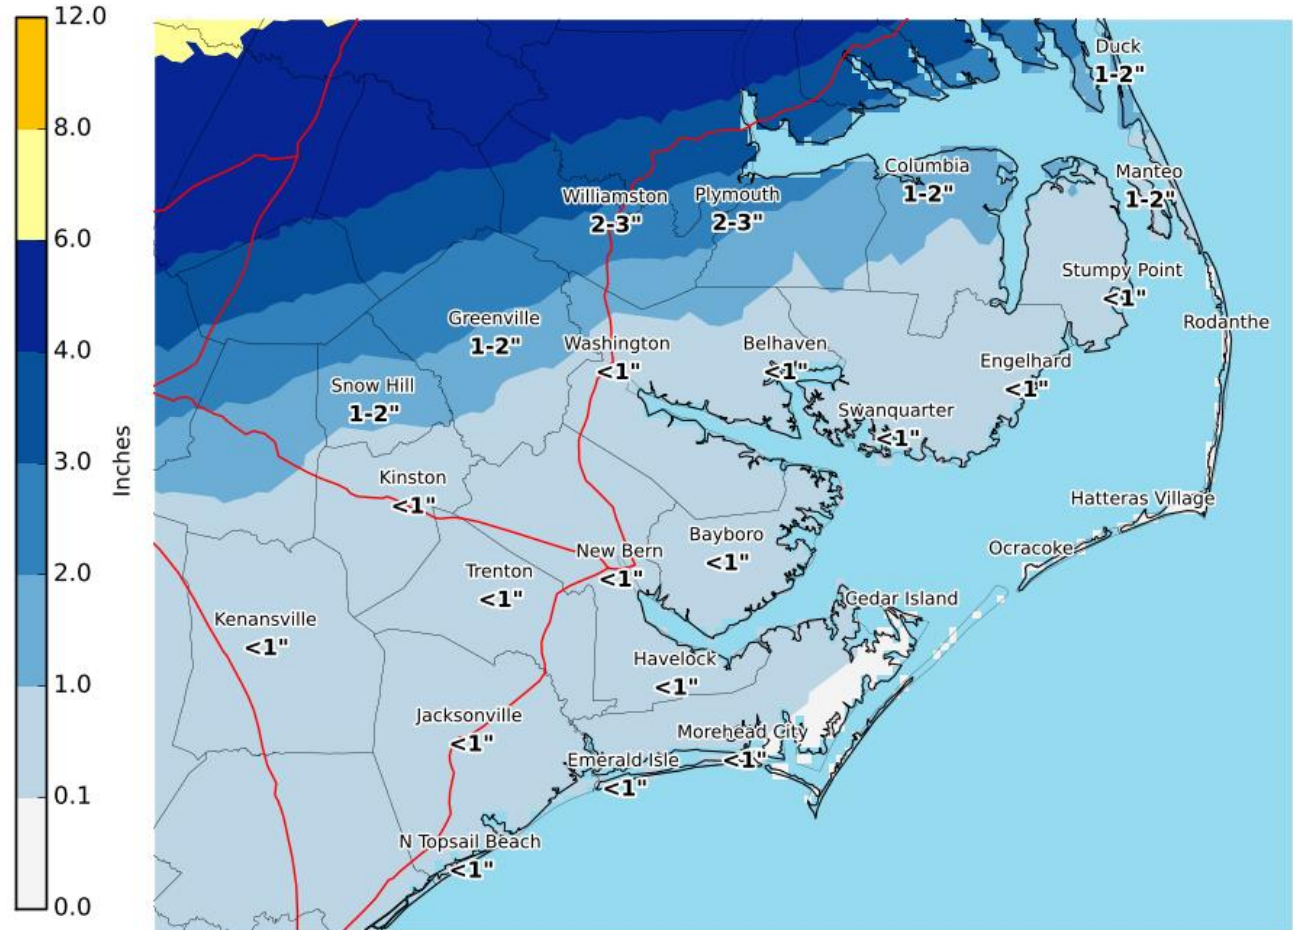 12.0
8.0
6.0
4.0
3.0
2.0
1.0
0.1
0.0
Inches
Duck
1-2"
Columbia
1-2"
Manteo
1-2"
Williamston
2-3"
Plymouth
2-3"
Stumpy Point
<1"
Rodanthe
Greenville
1-2"
Washington
<1"
Belhaven
<1"
Engelhard
<1"
Snow Hill
1-2"
Swanquarter
<1"
Kinston
<1"
Hatteras Village
Bayboro
<1"
Ocracoke
New Bern
<1"
Trenton
<1"
Cedar Island
Kenansville
<1"
Havelock
<1"
Jacksonville
<1"
Morehead City
<1"
Emerald Isle
<1"
N Topsail Beach
<1"